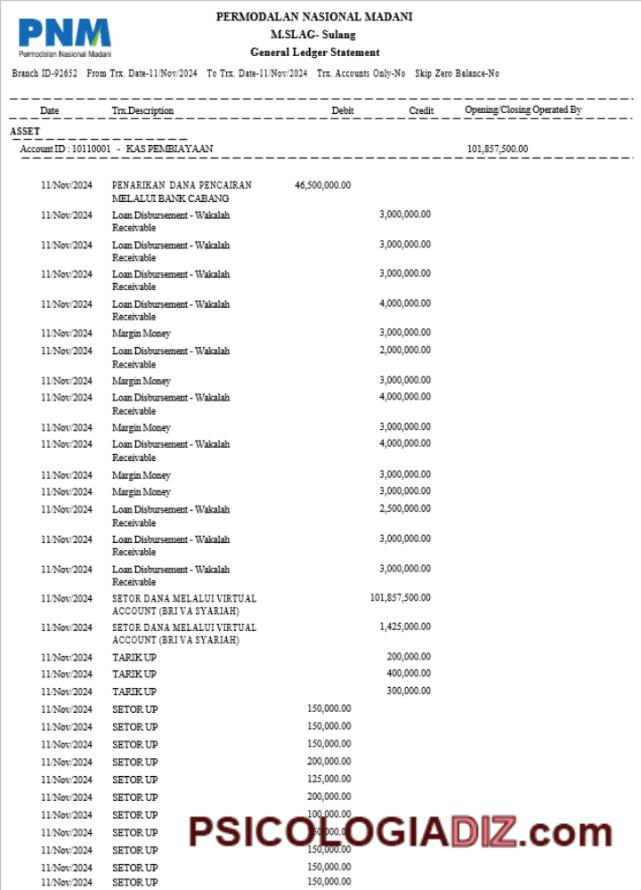 PNM
Permodalan Nasional Madani
PERMODALAN NASIONAL MADANI
M.SLAG- Sulang
General Ledger Statement
Branch ID-92652 From Trx. Date-11/Nov/2024 To Trx. Date-11/Nov/2024 Trx. Accounts Only-No Skip Zero Balance-No
Date Trx.Description Debit Credit Opening/Closing Operated By
ASSET
Account ID : 10110001 - KAS PEMBIAYAAN 101,857,500.00
11/Nov/2024 PENARIKAN DANA PENCAIRAN 46,500,000.00
MELALUI BANK CABANG
11/Nov/2024 Loan Disbursement - Wakalah 3,000,000.00
Receivable
11/Nov/2024 Loan Disbursement - Wakalah 3,000,000.00
Receivable
11/Nov/2024 Loan Disbursement - Wakalah 3,000,000.00
Receivable
11/Nov/2024 Loan Disbursement - Wakalah 4,000,000.00
Receivable
11/Nov/2024 Margin Money 3,000,000.00
11/Nov/2024 Loan Disbursement - Wakalah 2,000,000.00
Receivable
11/Nov/2024 Margin Money 3,000,000.00
11/Nov/2024 Loan Disbursement - Wakalah 4,000,000.00
Receivable
11/Nov/2024 Margin Money 3,000,000.00
11/Nov/2024 Loan Disbursement - Wakalah 4,000,000.00
Receivable
11/Nov/2024 Margin Money 3,000,000.00
11/Nov/2024 Margin Money 3,000,000.00
11/Nov/2024 Loan Disbursement - Wakalah 2,500,000.00
Receivable
11/Nov/2024 Loan Disbursement - Wakalah 3,000,000.00
Receivable
11/Nov/2024 Loan Disbursement - Wakalah 3,000,000.00
Receivable
11/Nov/2024 SETOR DANA MELALUI VIRTUAL 101,857,500.00
ACCOUNT (BRI VA SYARIAH)
11/Nov/2024 SETOR DANA MELALUI VIRTUAL 1,425,000.00
ACCOUNT (BRI VA SYARIAH)
11/Nov/2024 TARIK UP 200,000.00
11/Nov/2024 TARIK UP 400,000.00
11/Nov/2024 TARIK UP 300,000.00
11/Nov/2024 SETOR UP 150,000.00
11/Nov/2024 SETOR UP 150,000.00
11/Nov/2024 SETOR UP 150,000.00
11/Nov/2024 SETOR UP 200,000.00
11/Nov/2024 SETOR UP 125,000.00
11/Nov/2024 SETOR UP 200,000.00
11/Nov/2024 SETOR UP 100,000.00
11/Nov/2024 SETOR UP
PSICOLOGIADIZ.com
11/Nov/2024 SETOR UP 150,000.00
11/Nov/2024 SETOR UP 150,000.00
11/Nov/2024 SETOR UP 150,000.00